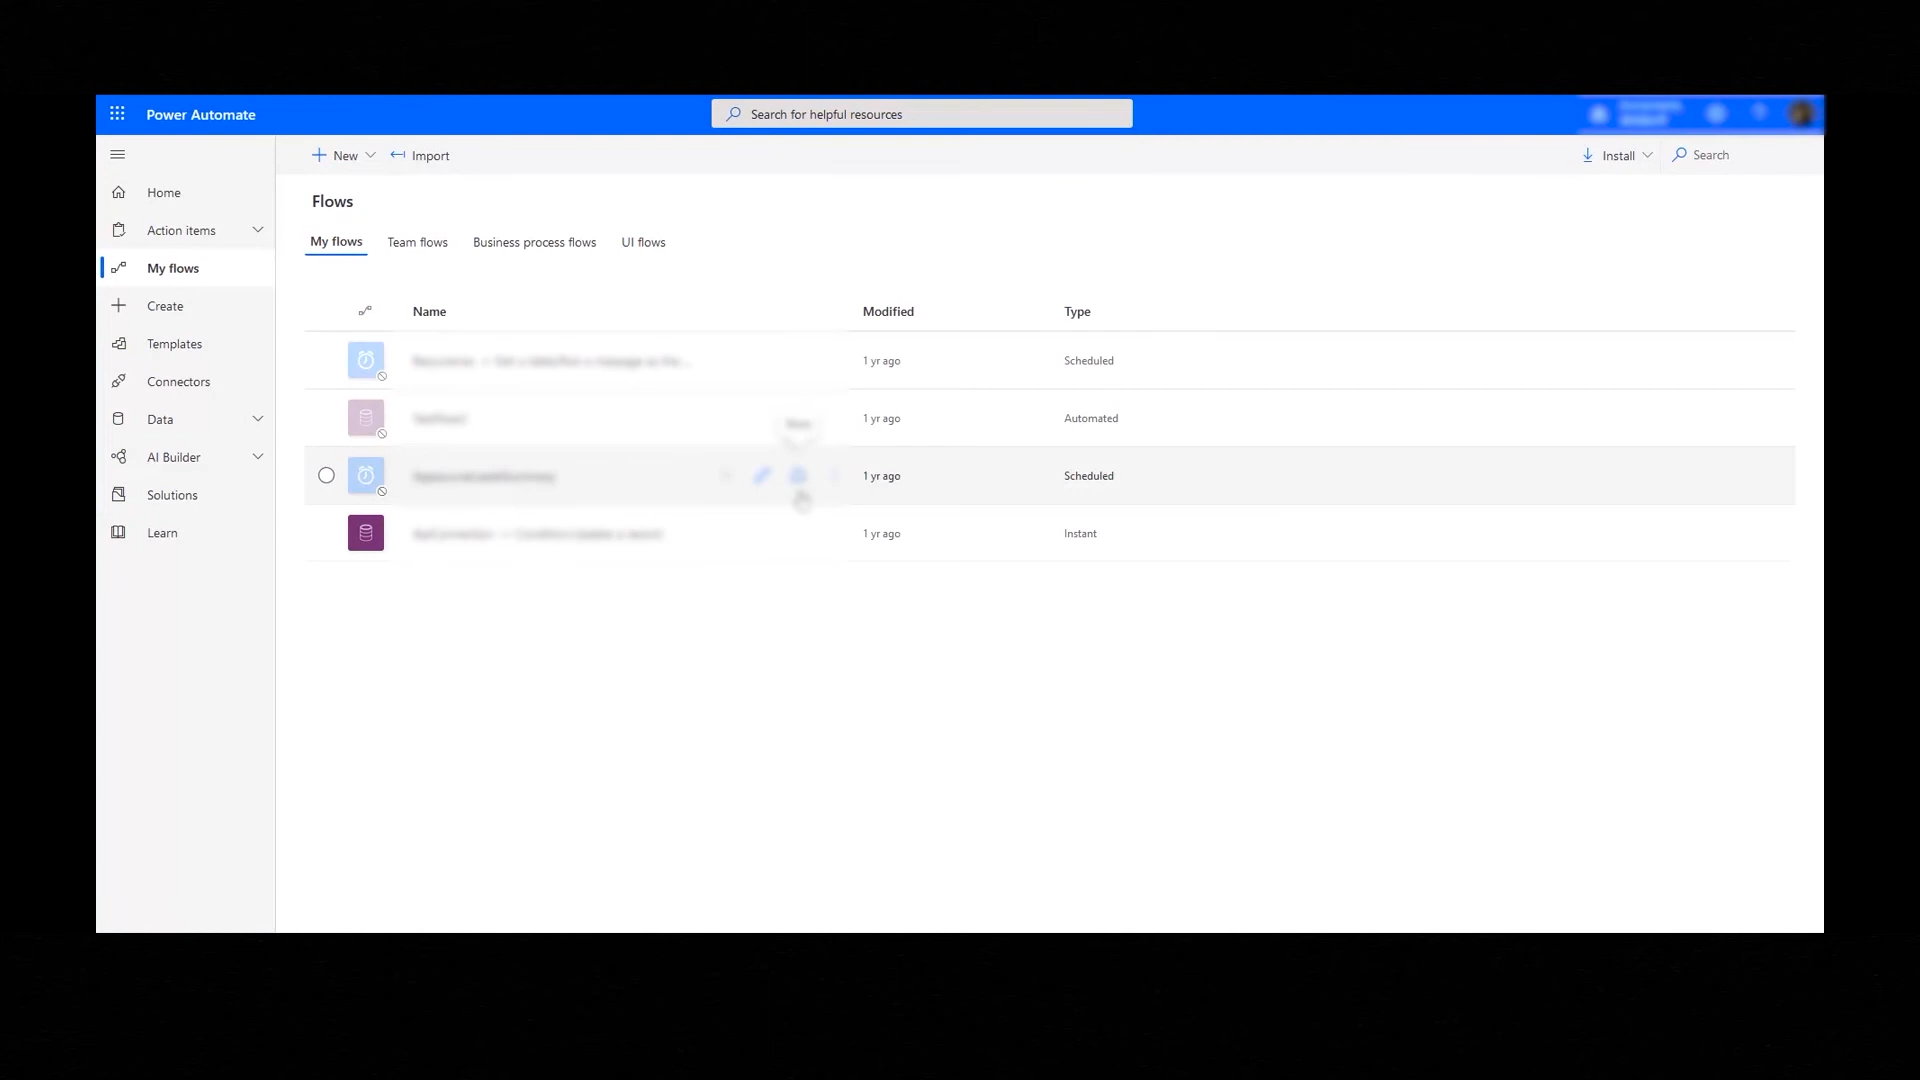 Power Automate
Search for helpful resources
New
Import
Install
Search
Home
Action items
My flows
Create
Templates
Connectors
Data
AI Builder
Solutions
Learn
Flows
My flows
Team flows
Business process flows
UI flows
Name
Modified
Type
1 yr ago
Scheduled
1 yr ago
Automated
1 yr ago
Scheduled
1 yr ago
Instant